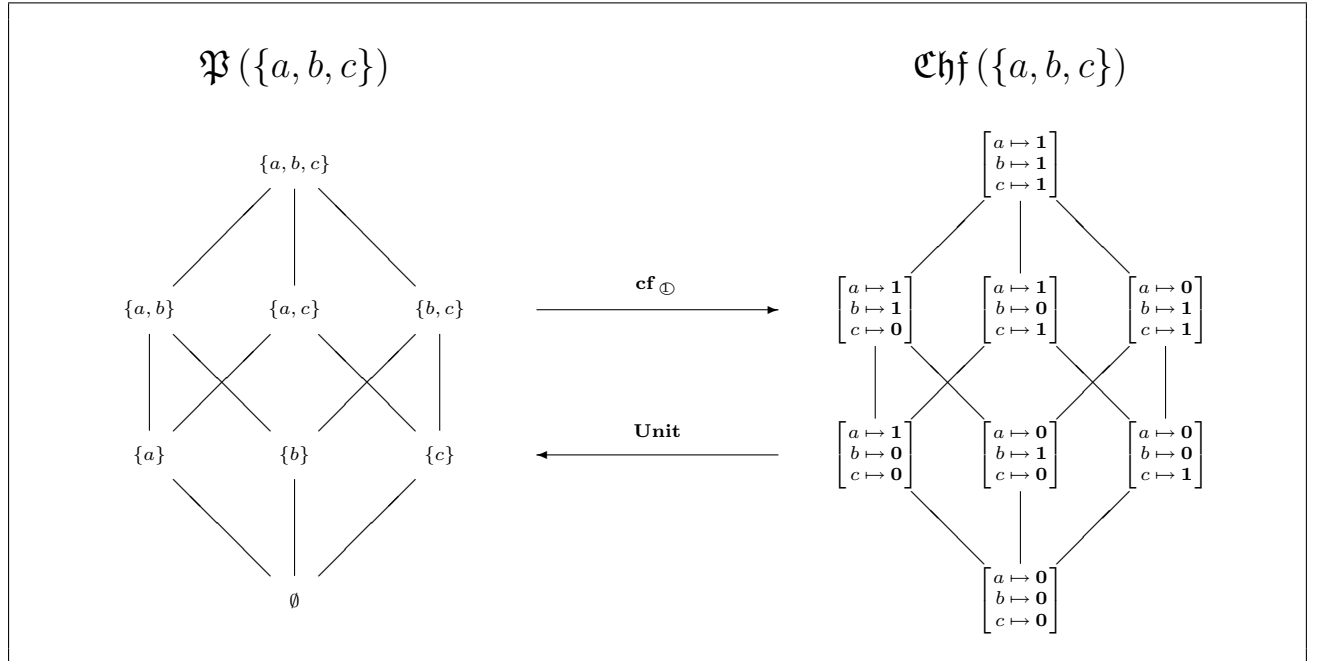 𝔓({a, b, c}) ℭ𝔥𝔣({a, b, c})
{a, b, c}
[a ↦ 1
b ↦ 1
c ↦ 1]
{a, b} {a, c} {b, c}
cf ①
[a ↦ 1
b ↦ 1
c ↦ 0]
[a ↦ 1
b ↦ 0
c ↦ 1]
[a ↦ 0
b ↦ 1
c ↦ 1]
{a} {b} {c}
Unit
[a ↦ 1
b ↦ 0
c ↦ 0]
[a ↦ 0
b ↦ 1
c ↦ 0]
[a ↦ 0
b ↦ 0
c ↦ 1]
∅
[a ↦ 0
b ↦ 0
c ↦ 0]